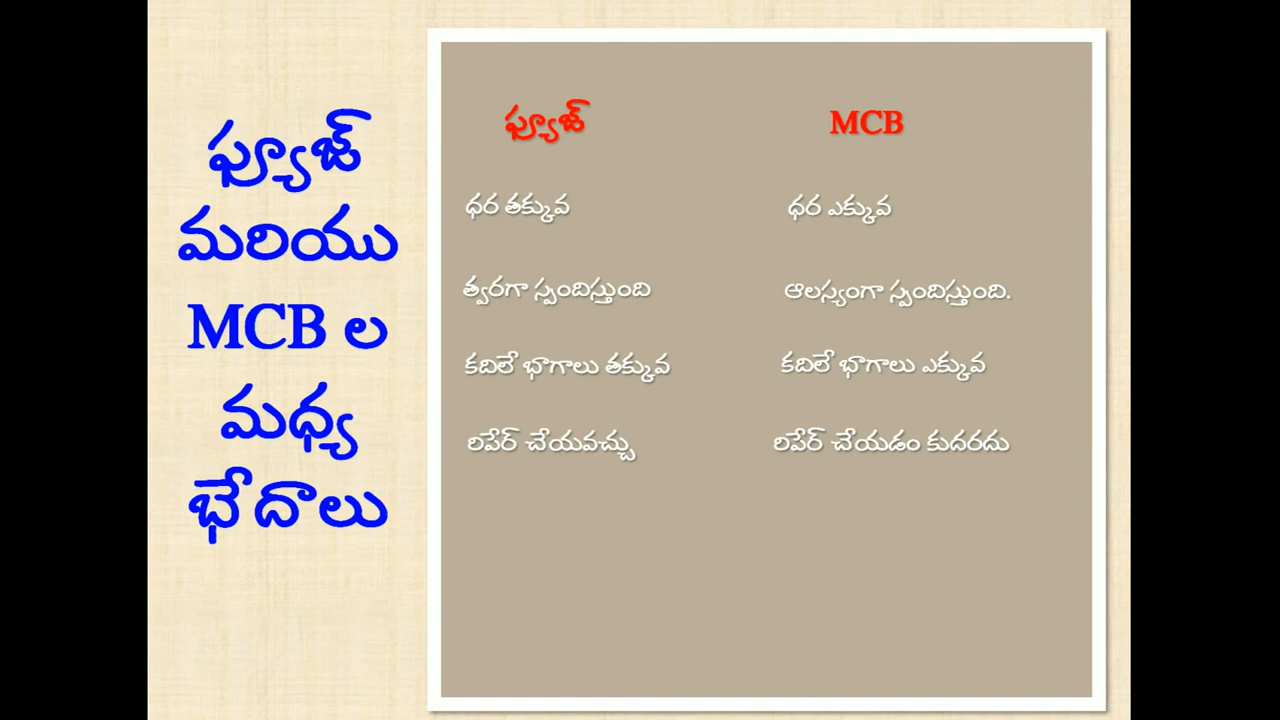 ఫ్యూజ్
మరియు
MCB ల
మధ్య
భేదాలు
ఫ్యూజ్ MCB
ధర తక్కువ ధర ఎక్కువ
త్వరగా స్పందిస్తుంది ఆలస్యంగా స్పందిస్తుంది.
కదిలే భాగాలు తక్కువ కదిలే భాగాలు ఎక్కువ
రిపేర్ చేయవచ్చు రిపేర్ చేయడం కుదరదు